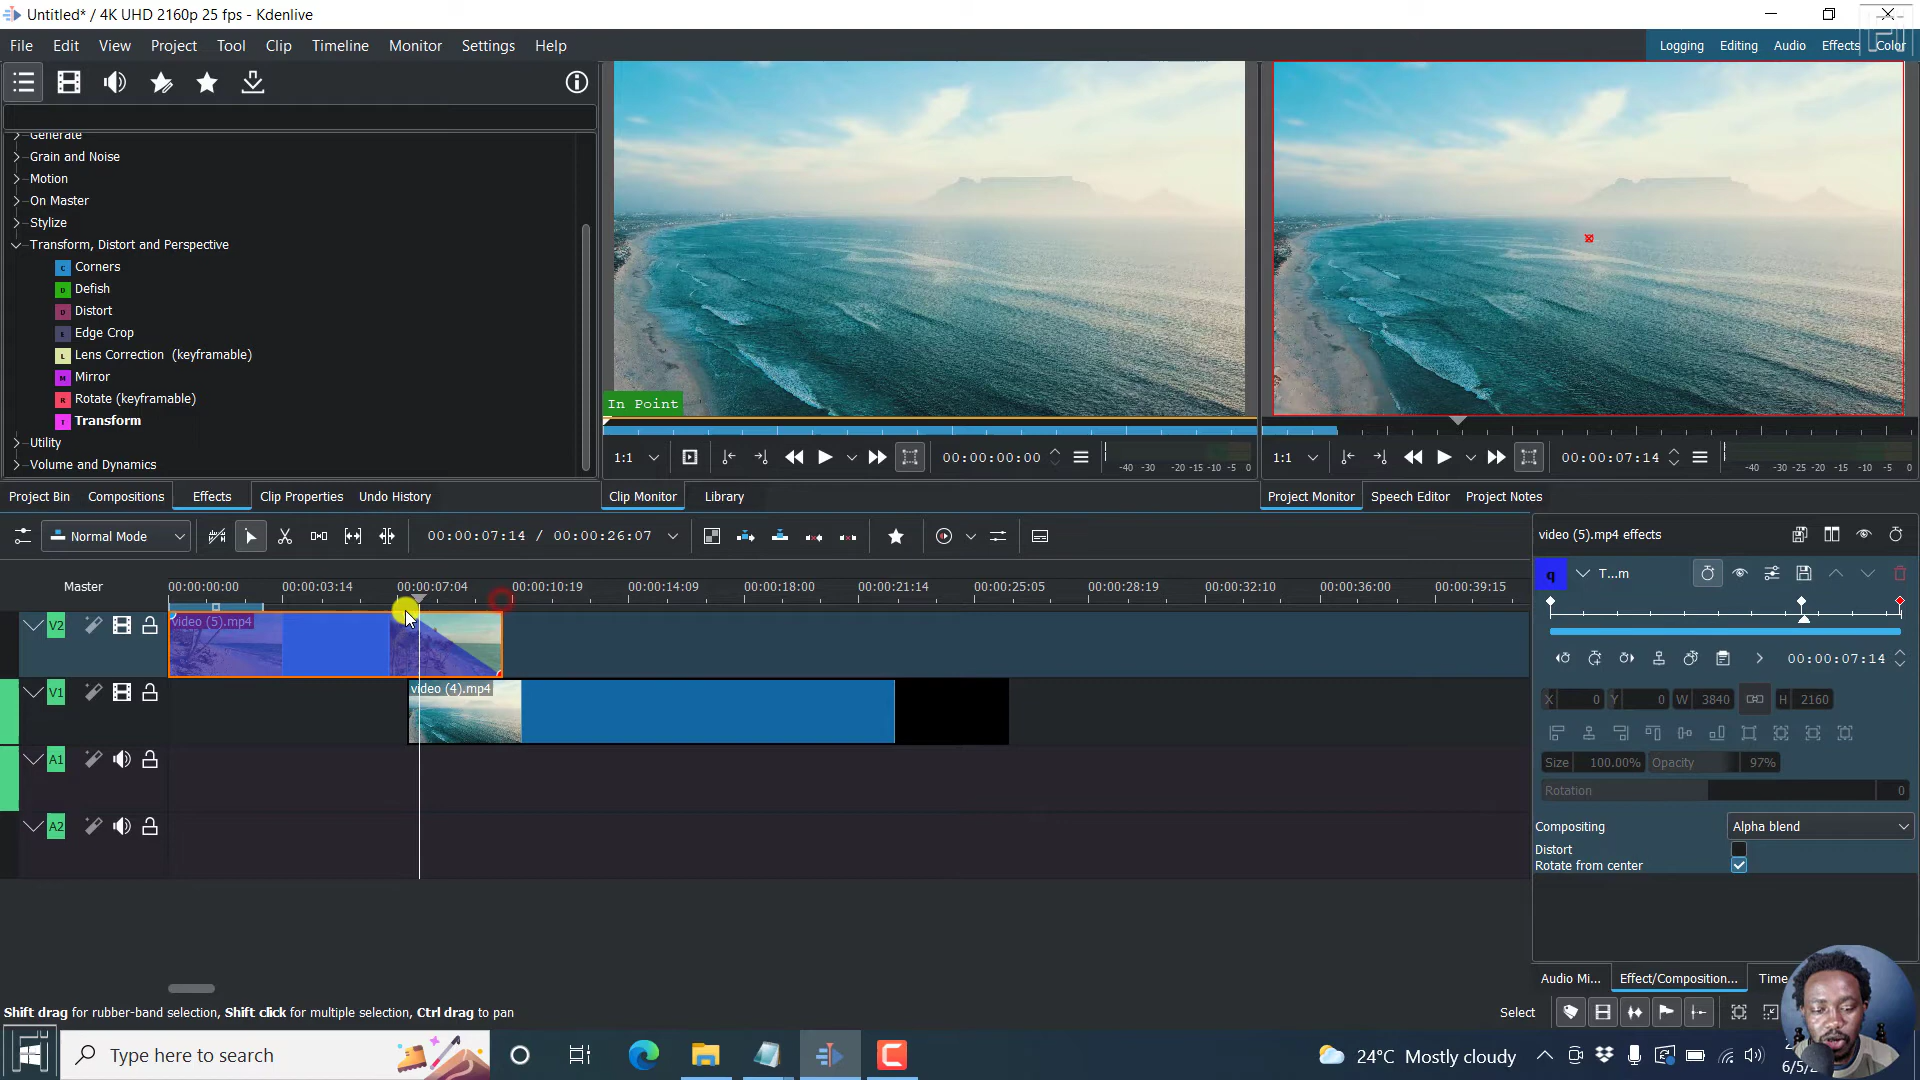 Untitled* / 4K UHD 2160p 25 fps - Kdenlive
File Edit View Project Tool Clip Timeline Monitor Settings Help
Logging Editing Audio Effects Color
Generate
Grain and Noise
Motion
On Master
Stylize
Transform, Distort and Perspective
C Corners
D Defish
D Distort
E Edge Crop
L Lens Correction (keyframable)
M Mirror
R Rotate (keyframable)
t Transform
Utility
Volume and Dynamics
In Point
1:1 00:00:00:00 -40 -30 -20 -15 -10 -5 0
1:1 00:00:07:14 -40 -30 -25 -20 -15 -10 -5 0
Project Bin Compositions Effects Clip Properties Undo History
Clip Monitor Library
Project Monitor Speech Editor Project Notes
Normal Mode 00:00:07:14 / 00:00:26:07
video (5).mp4 effects
Master 00:00:00:00 00:00:03:14 00:00:07:04 00:00:10:19 00:00:14:09 00:00:18:00 00:00:21:14 00:00:25:05 00:00:28:19 00:00:32:10 00:00:36:00 00:00:39:15
q T...m
V2 video (5).mp4
00:00:07:14
V1 video (4).mp4
X 0 Y 0 W 3840 H 2160
A1
Size 100.00% Opacity 97%
Rotation 0
A2
Compositing Alpha blend
Distort
Rotate from center
Audio Mi... Effect/Composition... Time
Shift drag for rubber-band selection, Shift click for multiple selection, Ctrl drag to pan
Select
Type here to search
24°C Mostly cloudy